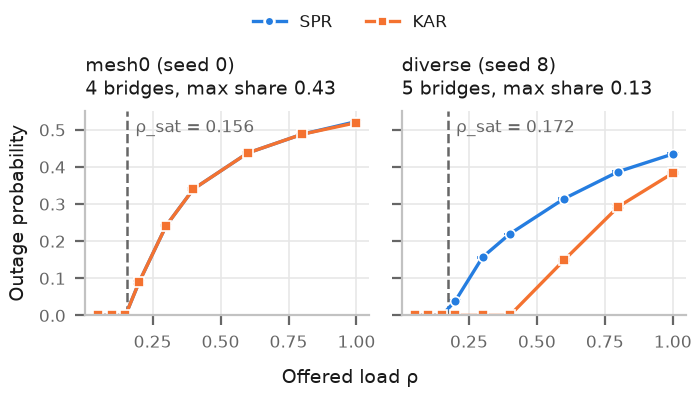 SPR KAR
mesh0 (seed 0)
4 bridges, max share 0.43
diverse (seed 8)
5 bridges, max share 0.13
Outage probability
0.5
0.4
0.3
0.2
0.1
0.0
ρ_sat = 0.156
ρ_sat = 0.172
0.25 0.50 0.75 1.00
0.25 0.50 0.75 1.00
Offered load ρ